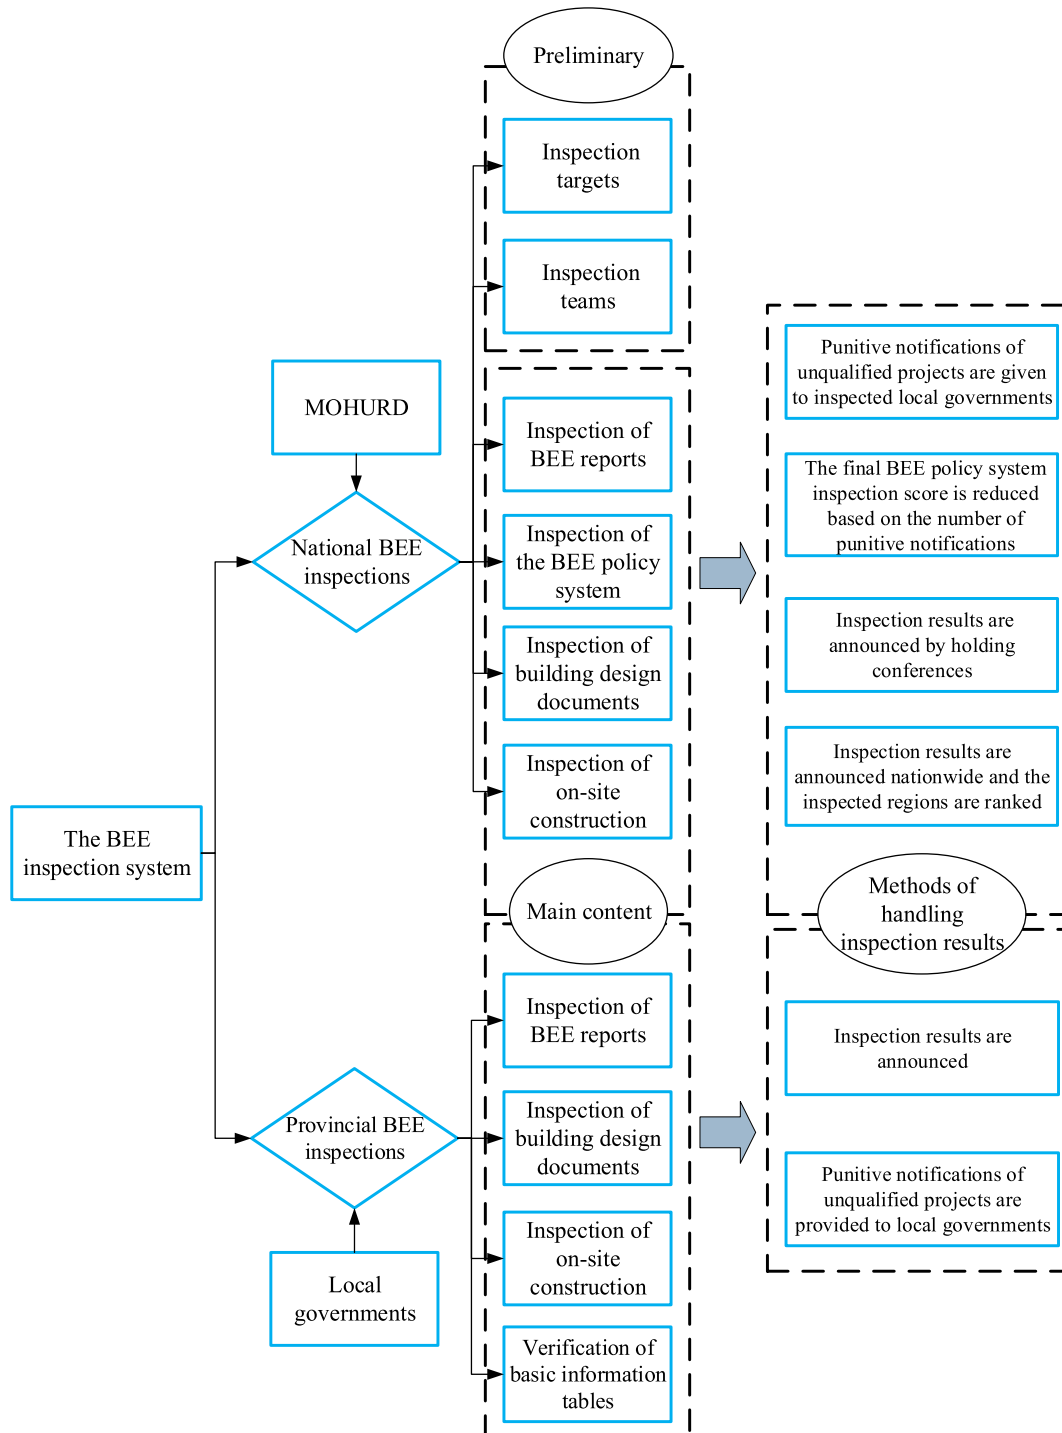 Preliminary
Inspection
targets
Inspection
teams
MOHURD
National BEE
inspections
Inspection of
BEE reports
Inspection of
the BEE policy
system
Inspection of
building design
documents
Inspection of
on-site
construction
Punitive notifications of
unqualified projects are given
to inspected local governments
The final BEE policy system
inspection score is reduced
based on the number of
punitive notifications
Inspection results are
announced by holding
conferences
Inspection results are
announced nationwide and the
inspected regions are ranked
The BEE
inspection system
Main content
Methods of
handling
inspection results
Provincial BEE
inspections
Local
governments
Inspection of
BEE reports
Inspection of
building design
documents
Inspection of
on-site
construction
Verification of
basic information
tables
Inspection results are
announced
Punitive notifications of
unqualified projects are
provided to local governments